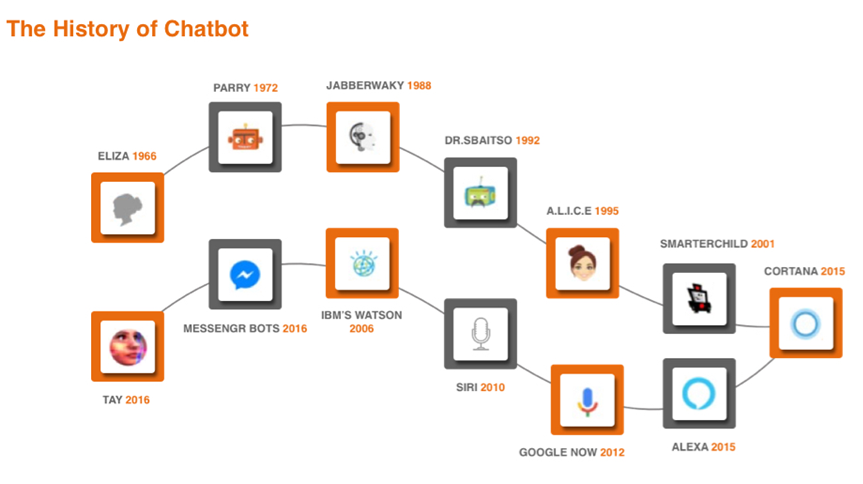 The History of Chatbot
PARRY 1972
JABBERWAKY 1988
DR.SBAITSO 1992
ELIZA 1966
A.L.I.C.E 1995
SMARTERCHILD 2001
CORTANA 2015
MESSENGR BOTS 2016
IBM'S WATSON
2006
SIRI 2010
TAY 2016
GOOGLE NOW 2012
ALEXA 2015